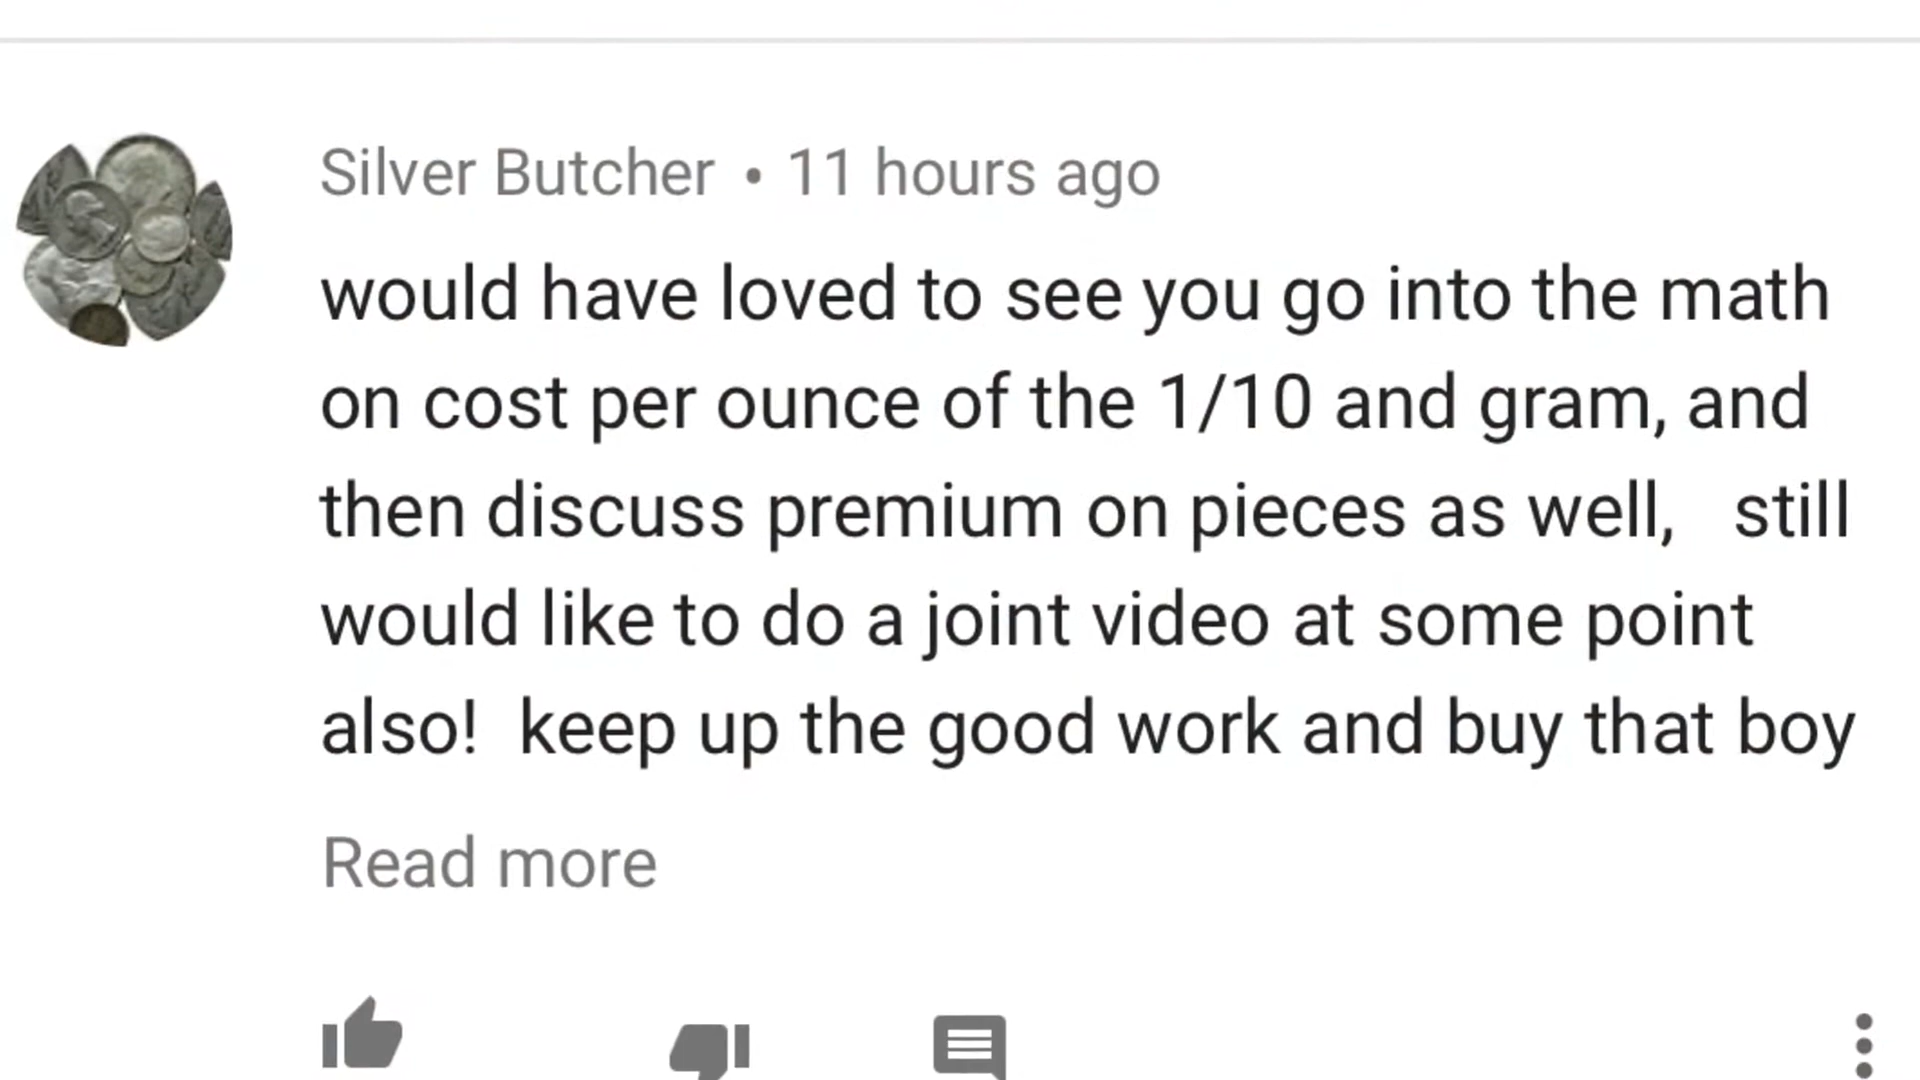 Silver Butcher • 11 hours ago
would have loved to see you go into the math
on cost per ounce of the 1/10 and gram, and
then discuss premium on pieces as well,   still
would like to do a joint video at some point
also!  keep up the good work and buy that boy
Read more